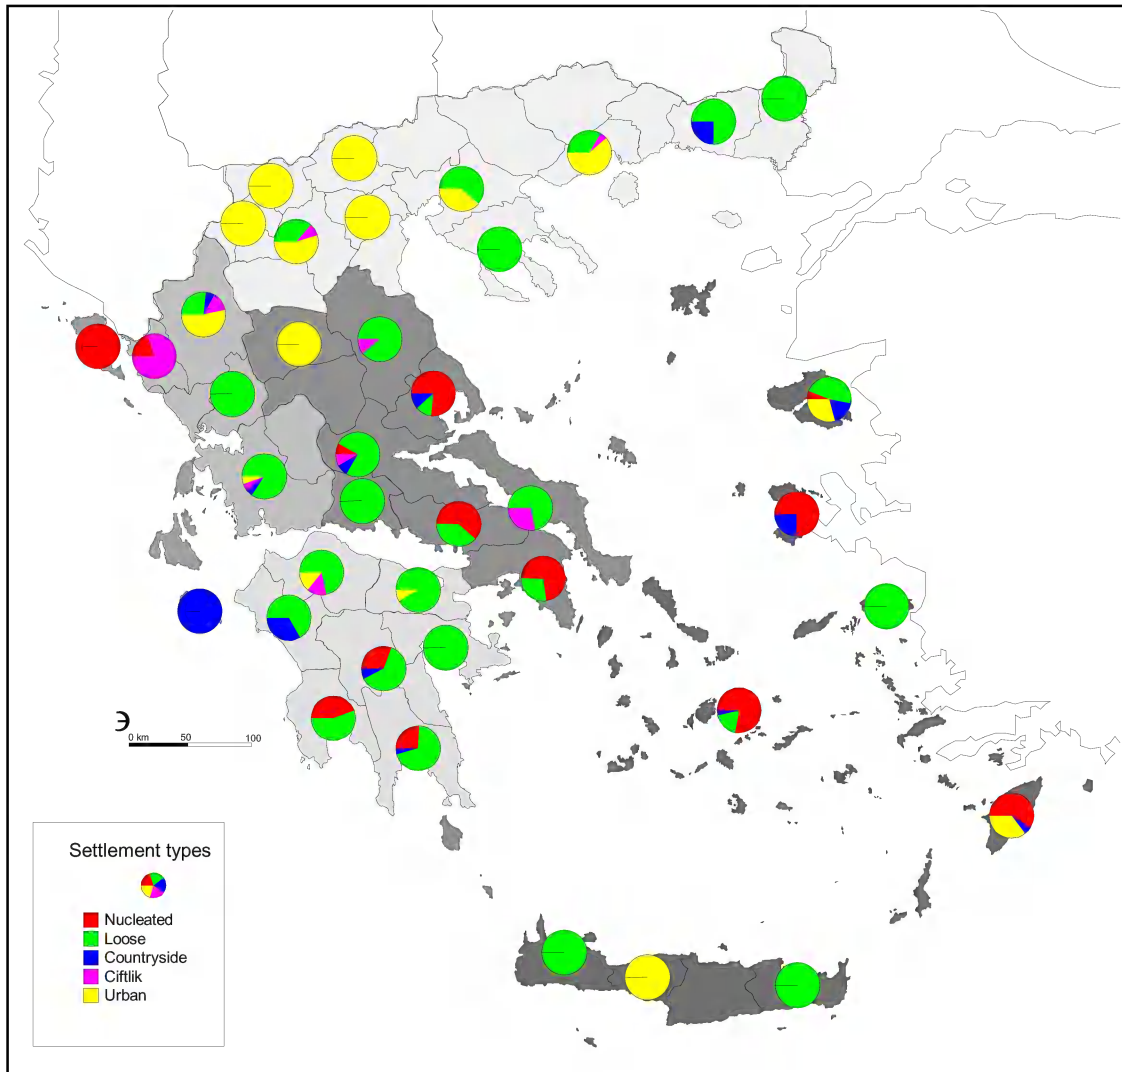 0 km 50 100
Settlement types
Nucleated
Loose
Countryside
Ciftlik
Urban